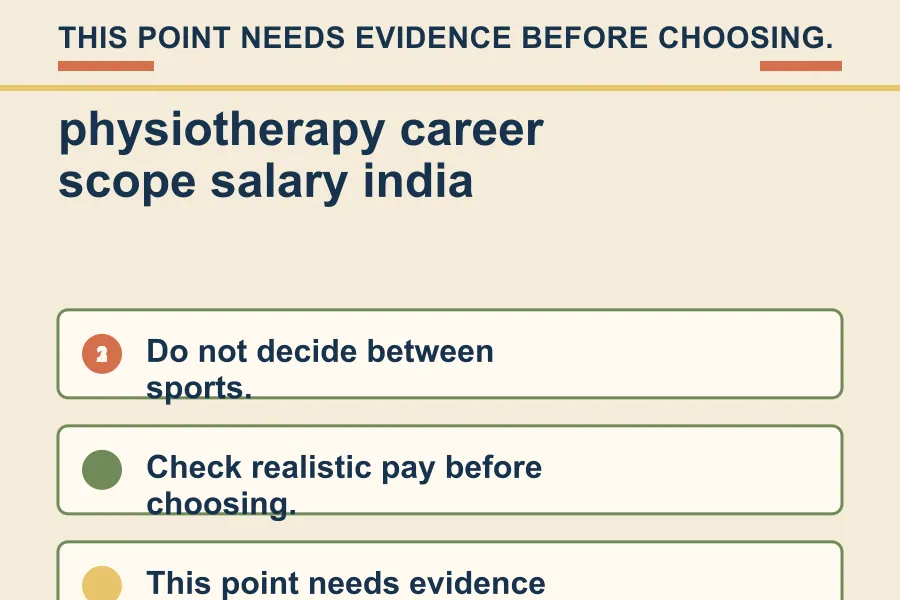 THIS POINT NEEDS EVIDENCE BEFORE CHOOSING.
physiotherapy career
scope salary india
Do not decide between
sports.
Check realistic pay before
choosing.
This point needs evidence